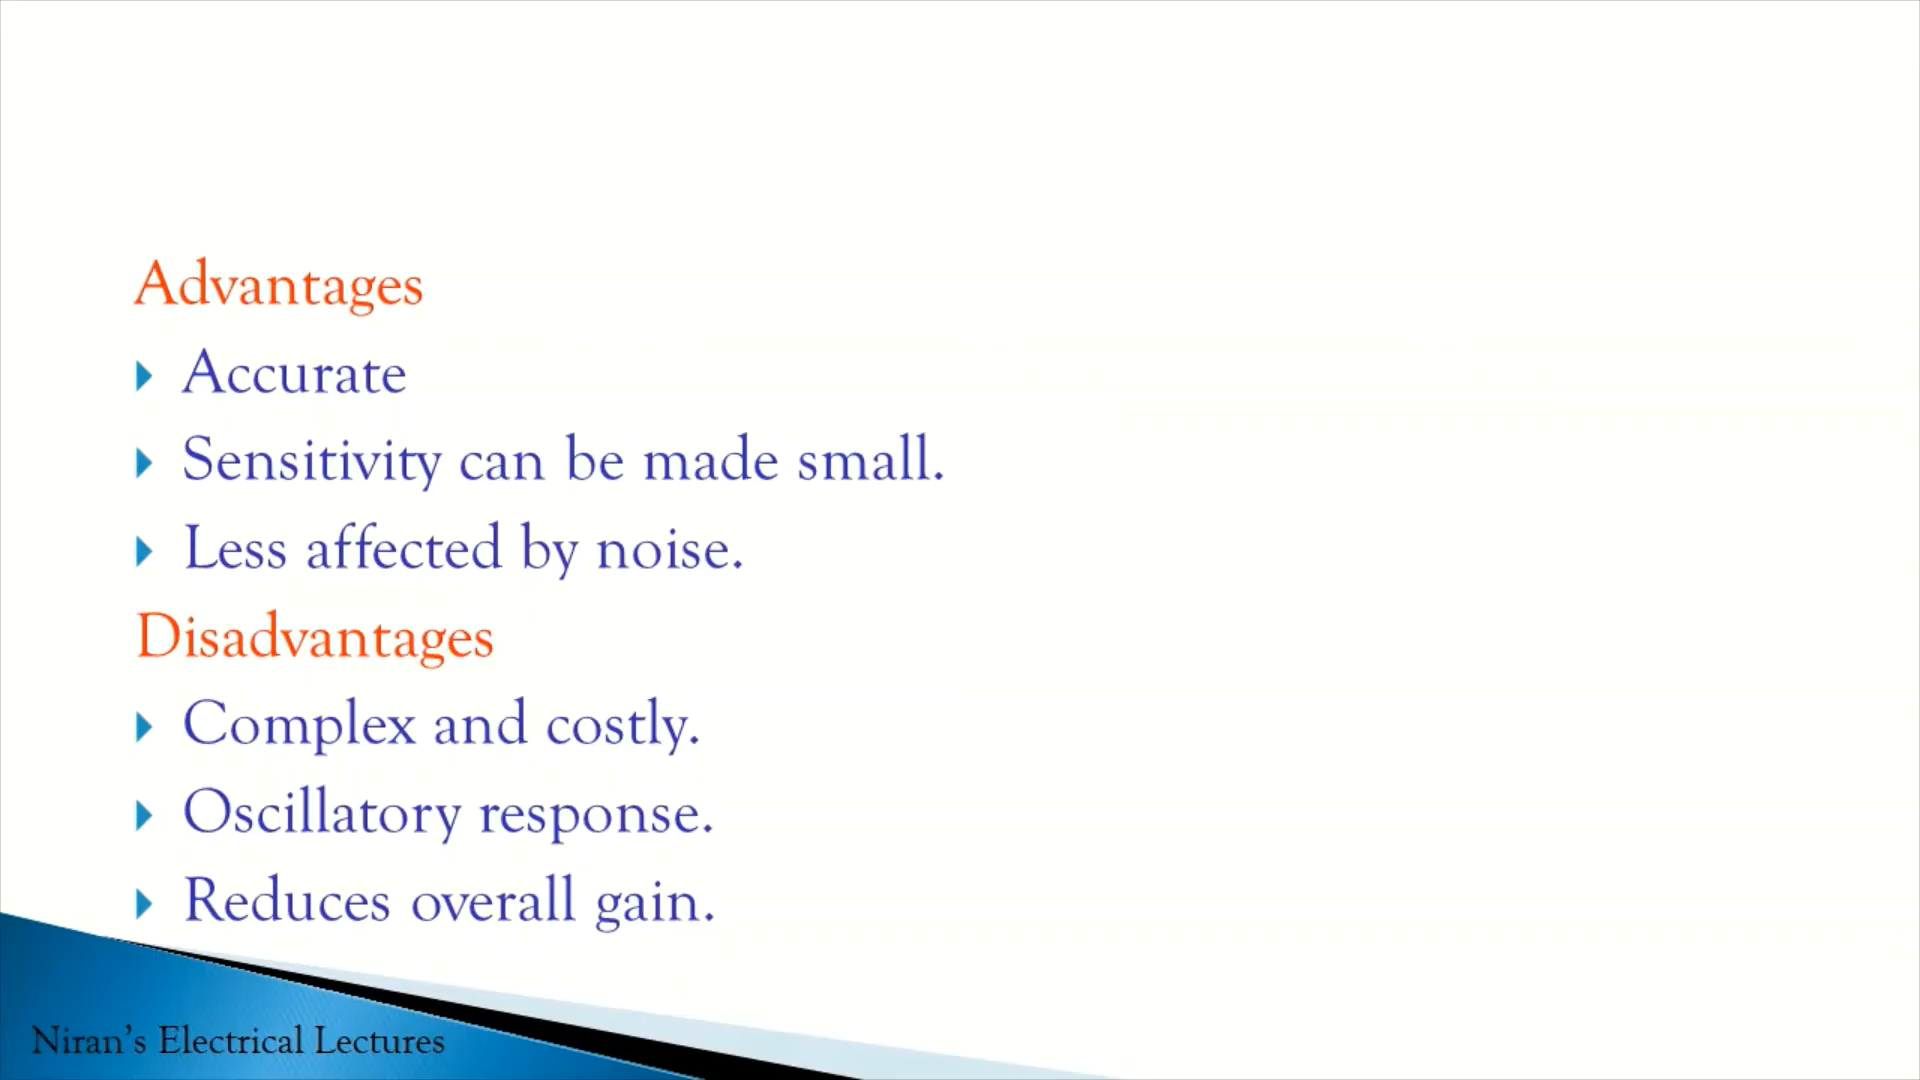 Advantages
Accurate
Sensitivity can be made small.
Less affected by noise.
Disadvantages
Complex and costly.
Oscillatory response.
Reduces overall gain.
Niran's Electrical Lectures